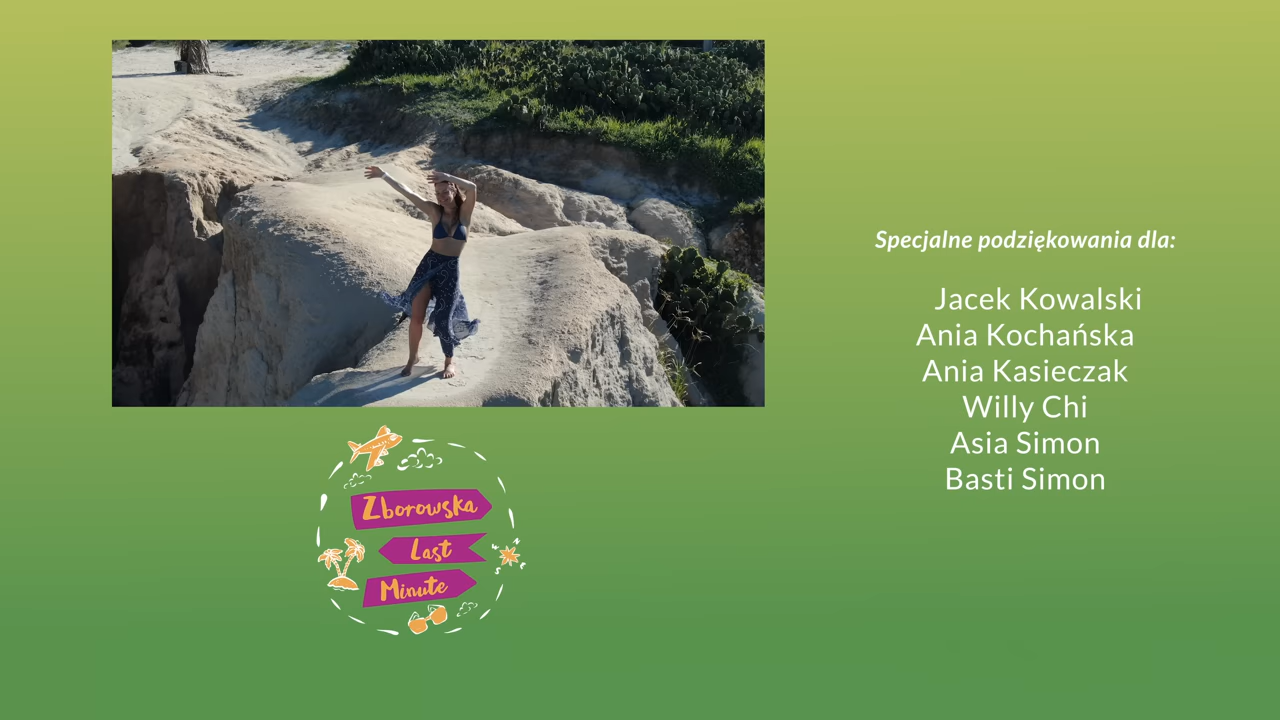 Specjalne podziękowania dla:
Jacek Kowalski
Ania Kochańska
Ania Kasieczak
Willy Chi
Asia Simon
Basti Simon
Zborowska
Last
Minute
N
W
E
S